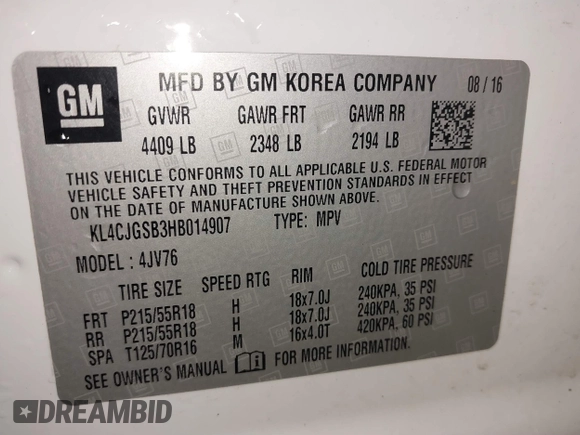 GM
MFD BY GM KOREA COMPANY 08 / 16
GVWR GAWR FRT GAWR RR
4409 LB 2348 LB 2194 LB
THIS VEHICLE CONFORMS TO ALL APPLICABLE U.S. FEDERAL MOTOR
VEHICLE SAFETY AND THEFT PREVENTION STANDARDS IN EFFECT
ON THE DATE OF MANUFACTURE SHOWN ABOVE.
KL4CJGSB3HB014907 TYPE: MPV
MODEL : 4JV76
TIRE SIZE SPEED RTG RIM COLD TIRE PRESSURE
FRT P215/55R18 H 18x7.0J 240KPA, 35 PSI
RR P215/55R18 H 18x7.0J 240KPA, 35 PSI
SPA T125/70R16 M 16x4.0T 420KPA, 60 PSI
SEE OWNER'S MANUAL FOR MORE INFORMATION.
DREAMBID